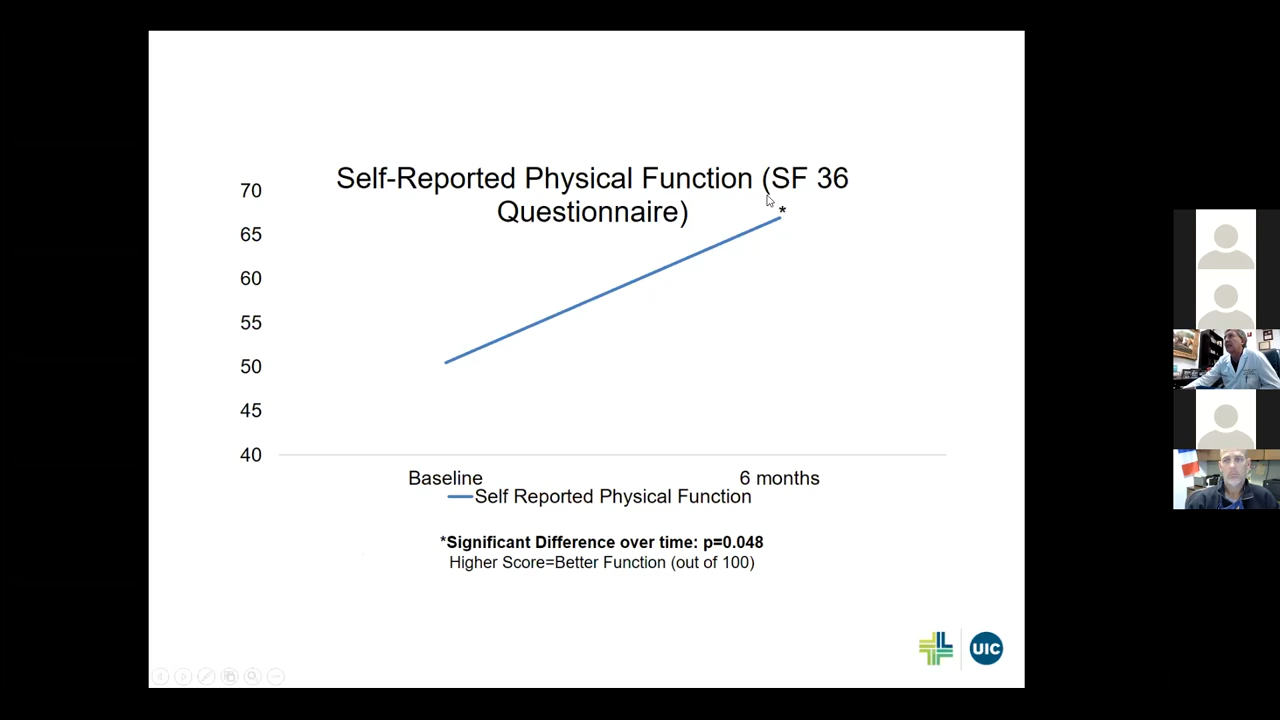 Self-Reported Physical Function (SF 36
Questionnaire)
*
70
65
60
55
50
45
40
Baseline
6 months
Self Reported Physical Function
*Significant Difference over time: p=0.048
Higher Score=Better Function (out of 100)
UIC